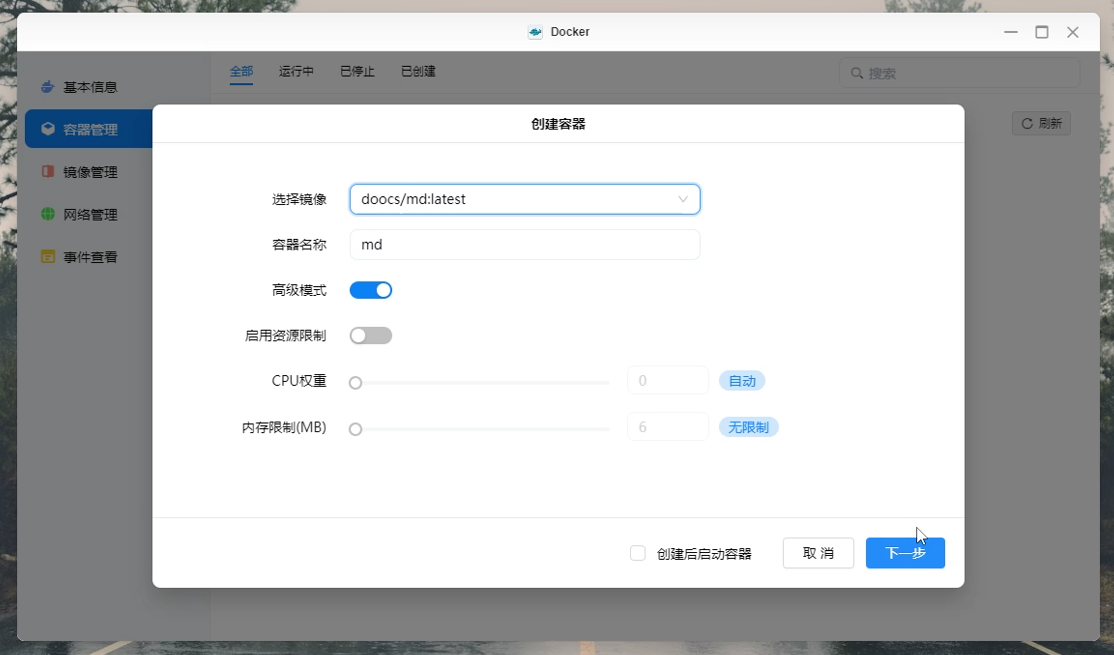 Docker
全部 运行中 已停止 已创建 搜索
基本信息
容器管理
镜像管理
网络管理
事件查看
刷新
创建容器
选择镜像 doocs/md:latest
容器名称 md
高级模式
启用资源限制
CPU权重 0 自动
内存限制(MB) 6 无限制
创建后启动容器 取 消 下一步